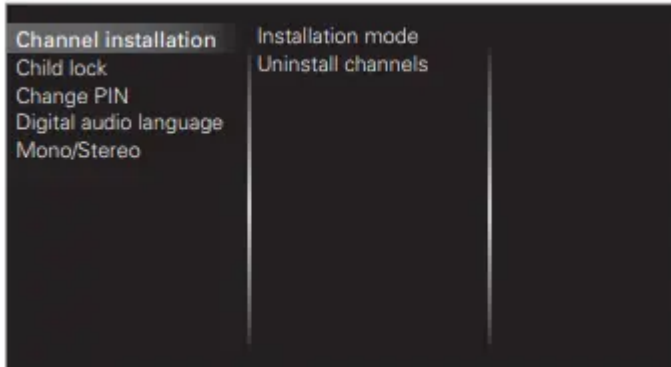 Channel installation
Child lock
Change PIN
Digital audio language
Mono/Stereo
Installation mode
Uninstall channels